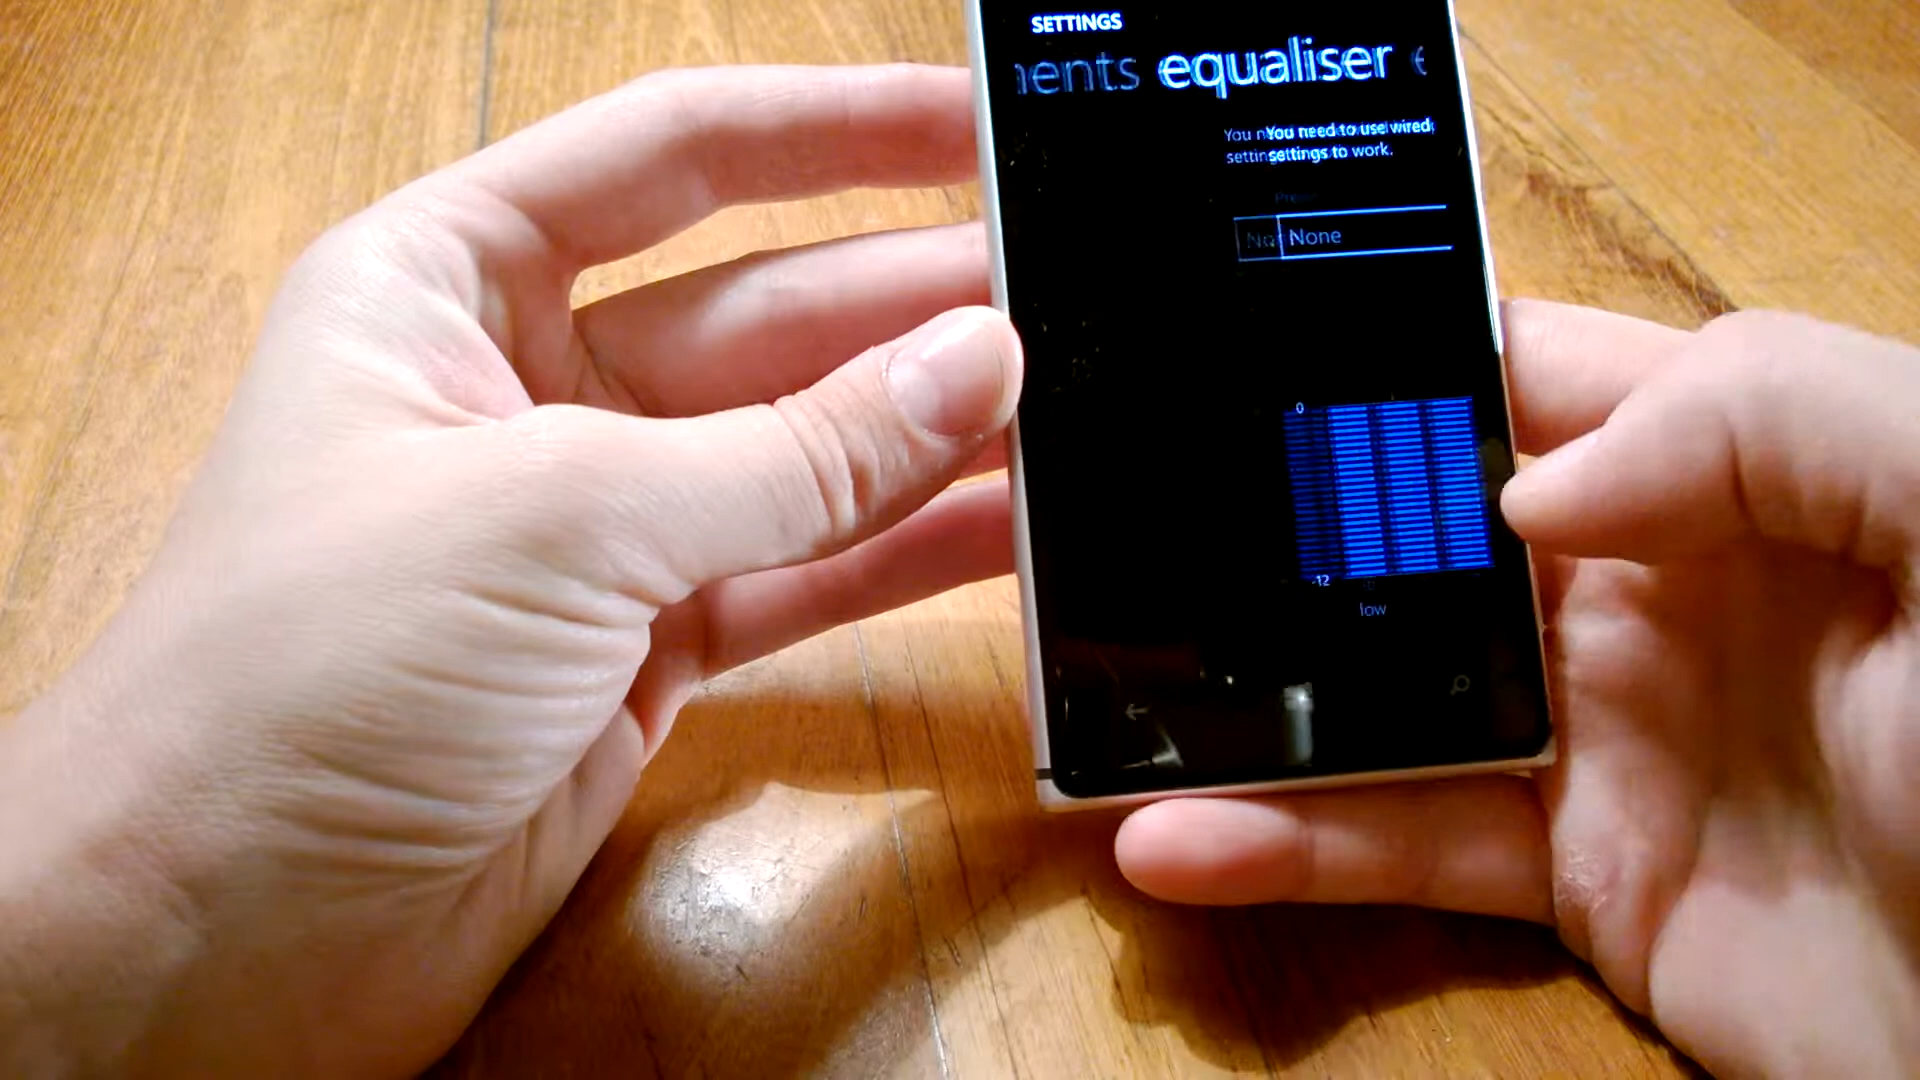 SETTINGS
ents equaliser
You need to use wired
settings to work.
None
0
-12
low